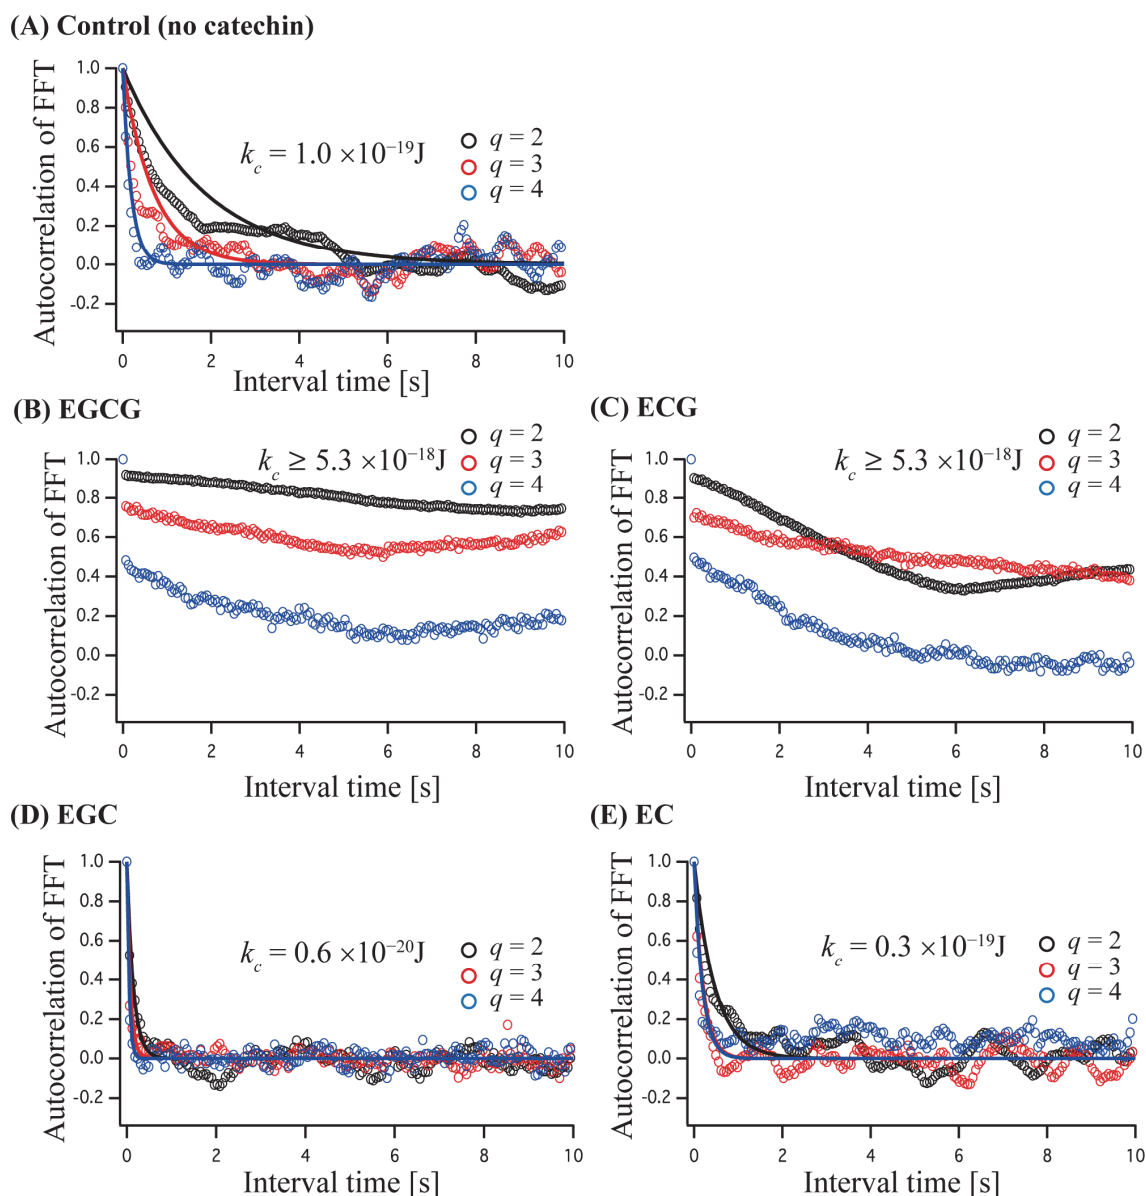 (A) Control (no catechin)
Autocorrelation of FFT
1.0
0.8
0.6
0.4
0.2
0.0
-0.2
k_c = 1.0 ×10⁻¹⁹J
q = 2
q = 3
q = 4
0 2 4 6 8 10
Interval time [s]
(B) EGCG
Autocorrelation of FFT
1.0
0.8
0.6
0.4
0.2
0.0
-0.2
k_c ≥ 5.3 ×10⁻¹⁸J
q = 2
q = 3
q = 4
0 2 4 6 8 10
Interval time [s]
(C) ECG
Autocorrelation of FFT
1.0
0.8
0.6
0.4
0.2
0.0
-0.2
k_c ≥ 5.3 ×10⁻¹⁸J
q = 2
q = 3
q = 4
0 2 4 6 8 10
Interval time [s]
(D) EGC
Autocorrelation of FFT
1.0
0.8
0.6
0.4
0.2
0.0
-0.2
k_c = 0.6 ×10⁻²⁰J
q = 2
q = 3
q = 4
0 2 4 6 8 10
Interval time [s]
(E) EC
Autocorrelation of FFT
1.0
0.8
0.6
0.4
0.2
0.0
-0.2
k_c = 0.3 ×10⁻¹⁹J
q = 2
q = 3
q = 4
0 2 4 6 8 10
Interval time [s]